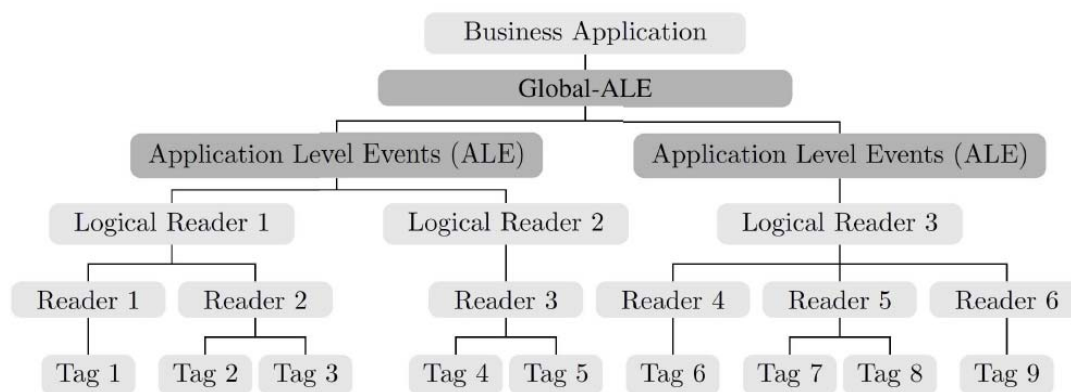 Business Application
Global-ALE
Application Level Events (ALE)
Application Level Events (ALE)
Logical Reader 1
Logical Reader 2
Logical Reader 3
Reader 1
Reader 2
Reader 3
Reader 4
Reader 5
Reader 6
Tag 1
Tag 2
Tag 3
Tag 4
Tag 5
Tag 6
Tag 7
Tag 8
Tag 9